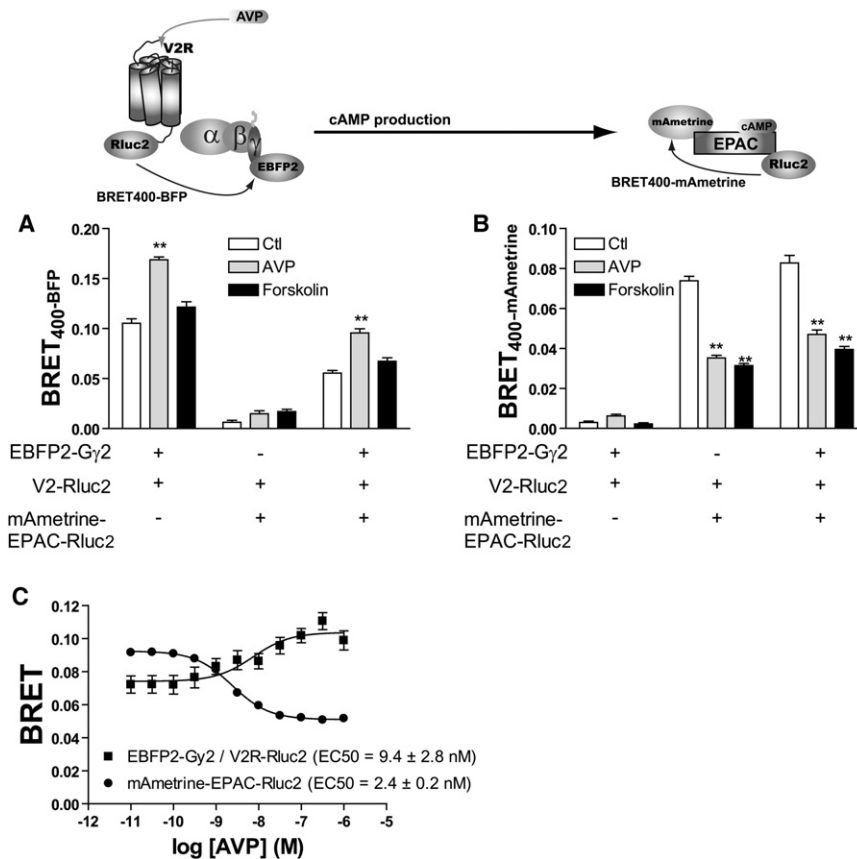 AVP
V2R
Rluc2
α
β
γ
EBFP2
BRET400-BFP
cAMP production
mAmetrine
cAMP
EPAC
Rluc2
BRET400-mAmetrine
A
BRET400-BFP
0.20
0.15
0.10
0.05
0.00
Ctl
AVP
Forskolin
**
**
EBFP2-Gγ2 + - +
V2-Rluc2 + + +
mAmetrine- - + +
EPAC-Rluc2
B
BRET400-mAmetrine
0.10
0.08
0.06
0.04
0.02
0.00
Ctl
AVP
Forskolin
** **
** **
EBFP2-Gγ2 + - +
V2-Rluc2 + + +
mAmetrine- - + +
EPAC-Rluc2
C
BRET
0.12
0.10
0.08
0.06
0.04
0.02
0.00
EBFP2-Gy2 / V2R-Rluc2 (EC50 = 9.4 ± 2.8 nM)
mAmetrine-EPAC-Rluc2 (EC50 = 2.4 ± 0.2 nM)
-12 -11 -10 -9 -8 -7 -6 -5
log [AVP] (M)